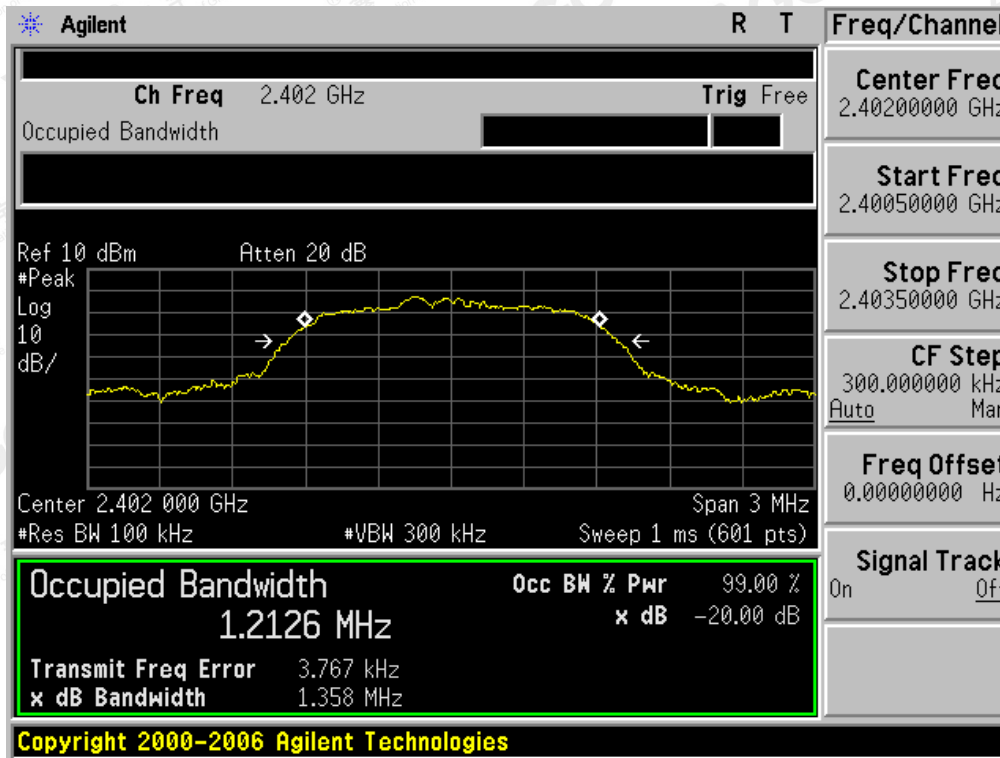 Agilent
R T
Freq/Channel
Ch Freq 2.402 GHz
Trig Free
Occupied Bandwidth
Center Freq
2.40200000 GHz
Start Freq
2.40050000 GHz
Stop Freq
2.40350000 GHz
CF Step
300.000000 kHz
Auto Man
Freq Offset
0.00000000 Hz
Signal Track
On Off
Ref 10 dBm
Atten 20 dB
#Peak
Log
10
dB/
Center 2.402 000 GHz
Span 3 MHz
#Res BW 100 kHz
#VBW 300 kHz
Sweep 1 ms (601 pts)
Occupied Bandwidth
1.2126 MHz
Occ BW % Pwr 99.00 %
x dB -20.00 dB
Transmit Freq Error 3.767 kHz
x dB Bandwidth 1.358 MHz
Copyright 2000-2006 Agilent Technologies